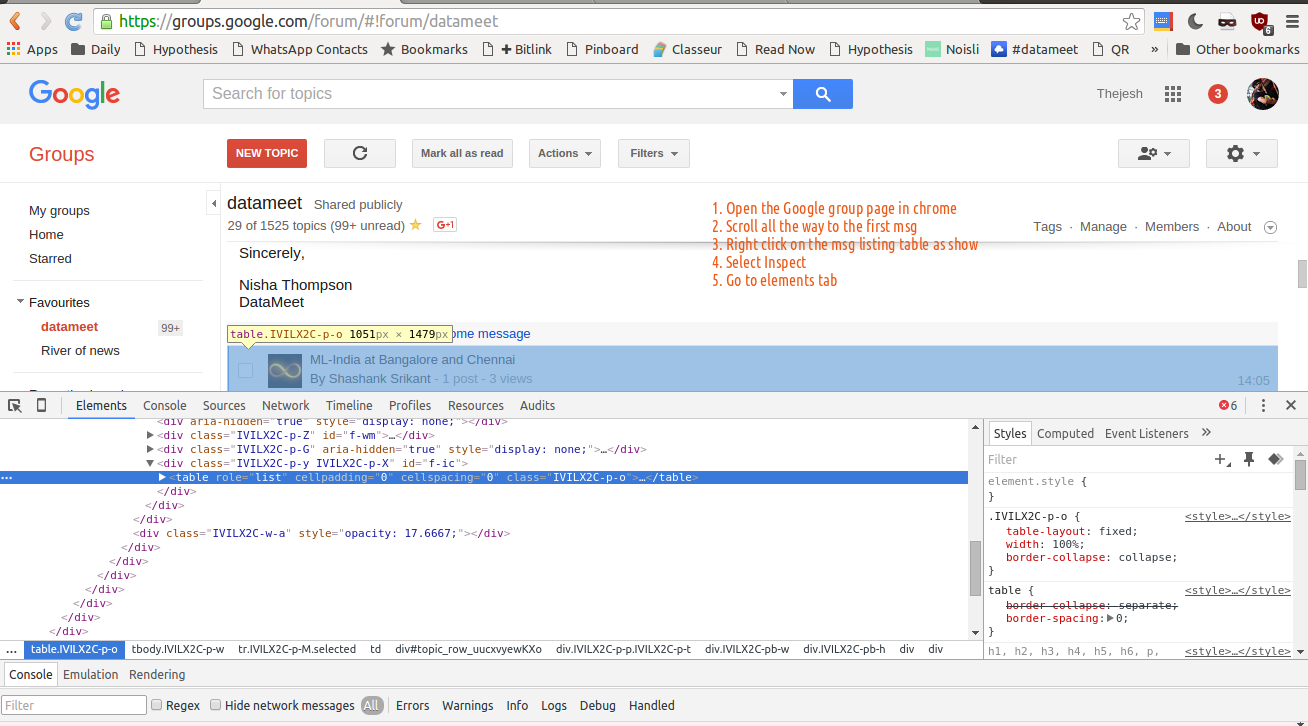 https://groups.google.com/forum/#!forum/datameet
6
Apps Daily Hypothesis WhatsApp Contacts Bookmarks + Bitlink Pinboard Classeur Read Now Hypothesis Noisli #datameet QR » Other bookmarks
Google Search for topics Thejesh 3
Groups NEW TOPIC Mark all as read Actions Filters
My groups
Home
Starred
Favourites
datameet 99+
River of news
datameet Shared publicly
29 of 1525 topics (99+ unread) G+1
Tags · Manage · Members · About
1. Open the Google group page in chrome
2. Scroll all the way to the first msg
3. Right click on the msg listing table as show
4. Select Inspect
5. Go to elements tab
Sincerely,
Nisha Thompson
DataMeet
table.IVILX2C-p-o 1051px × 1479px ome message
ML-India at Bangalore and Chennai
By Shashank Srikant - 1 post - 3 views 14:05
Elements Console Sources Network Timeline Profiles Resources Audits 6
<div aria-hidden="true" style="display: none;"></div>
<div class="IVILX2C-p-Z" id="f-wm">…</div>
<div class="IVILX2C-p-G" aria-hidden="true" style="display: none;">…</div>
<div class="IVILX2C-p-y IVILX2C-p-X" id="f-ic">
<table role="list" cellpadding="0" cellspacing="0" class="IVILX2C-p-o">…</table>
</div>
</div>
</div>
<div class="IVILX2C-w-a" style="opacity: 17.6667;"></div>
</div>
</div>
</div>
</div>
</div>
</div>
</div>
... table.IVILX2C-p-o tbody.IVILX2C-p-w tr.IVILX2C-p-M.selected td div#topic_row_uucxvyewKXo div.IVILX2C-p-p.IVILX2C-p-t div.IVILX2C-pb-w div.IVILX2C-pb-h div div
Styles Computed Event Listeners »
Filter
element.style {
}
.IVILX2C-p-o { <style>…</style>
table-layout: fixed;
width: 100%;
border-collapse: collapse;
}
table { <style>…</style>
border-collapse: separate;
border-spacing: 0;
}
h1, h2, h3, h4, h5, h6, p, <style>…</style>
Console Emulation Rendering
Filter Regex Hide network messages All Errors Warnings Info Logs Debug Handled